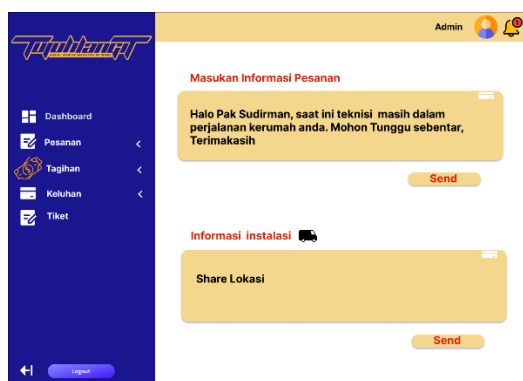 Admin
Dashboard
Pesanan
Tagihan
Keluhan
Tiket
Logout
Masukan Informasi Pesanan
Halo Pak Sudirman, saat ini teknisi masih dalam
perjalanan kerumah anda. Mohon Tunggu sebentar,
Terimakasih
Send
Informasi instalasi
Share Lokasi
Send